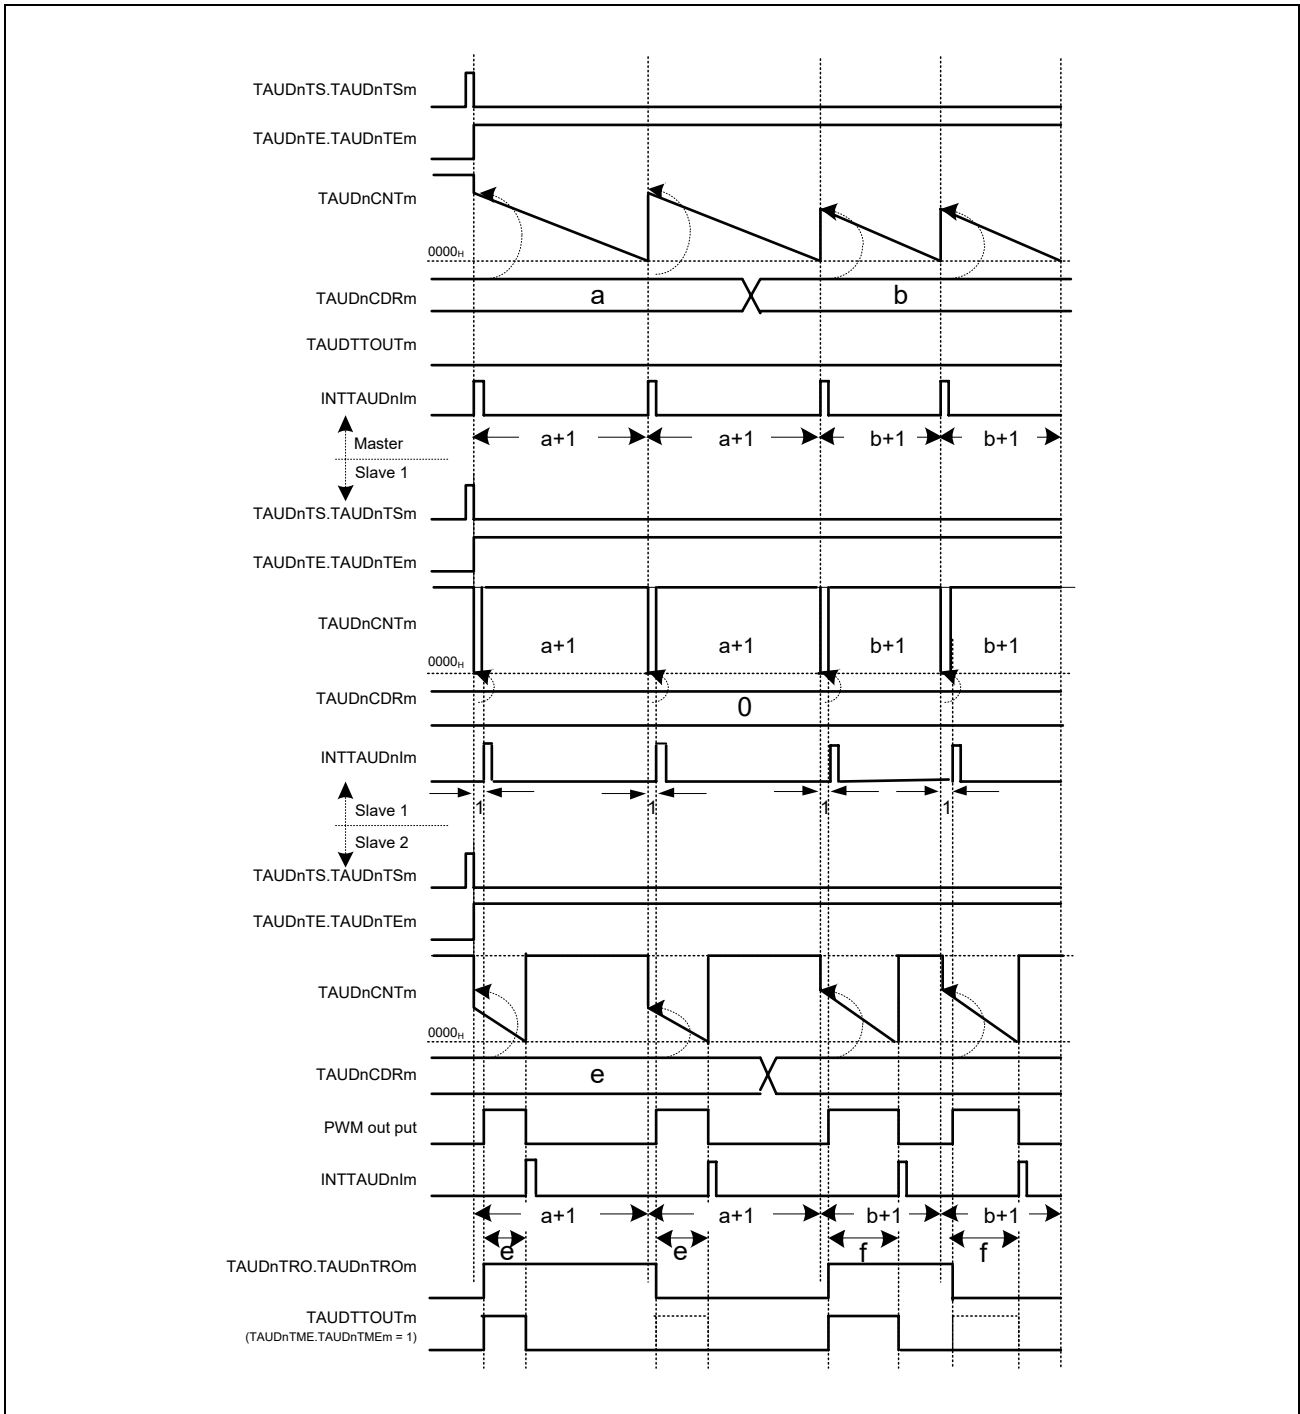 TAUDnTS.TAUDnTSm
TAUDnTE.TAUDnTEm
TAUDnCNTm
0000H
TAUDnCDRm
a
b
TAUDTTOUTm
INTTAUDnIm
a+1
a+1
b+1
b+1
Master
Slave 1
TAUDnTS.TAUDnTSm
TAUDnTE.TAUDnTEm
TAUDnCNTm
a+1
a+1
b+1
b+1
0000H
TAUDnCDRm
0
INTTAUDnIm
1
1
1
1
Slave 1
Slave 2
TAUDnTS.TAUDnTSm
TAUDnTE.TAUDnTEm
TAUDnCNTm
0000H
TAUDnCDRm
e
PWM out put
INTTAUDnIm
a+1
a+1
b+1
b+1
e
e
f
f
TAUDnTRO.TAUDnTROm
TAUDTTOUTm
(TAUDnTME.TAUDnTMEm = 1)